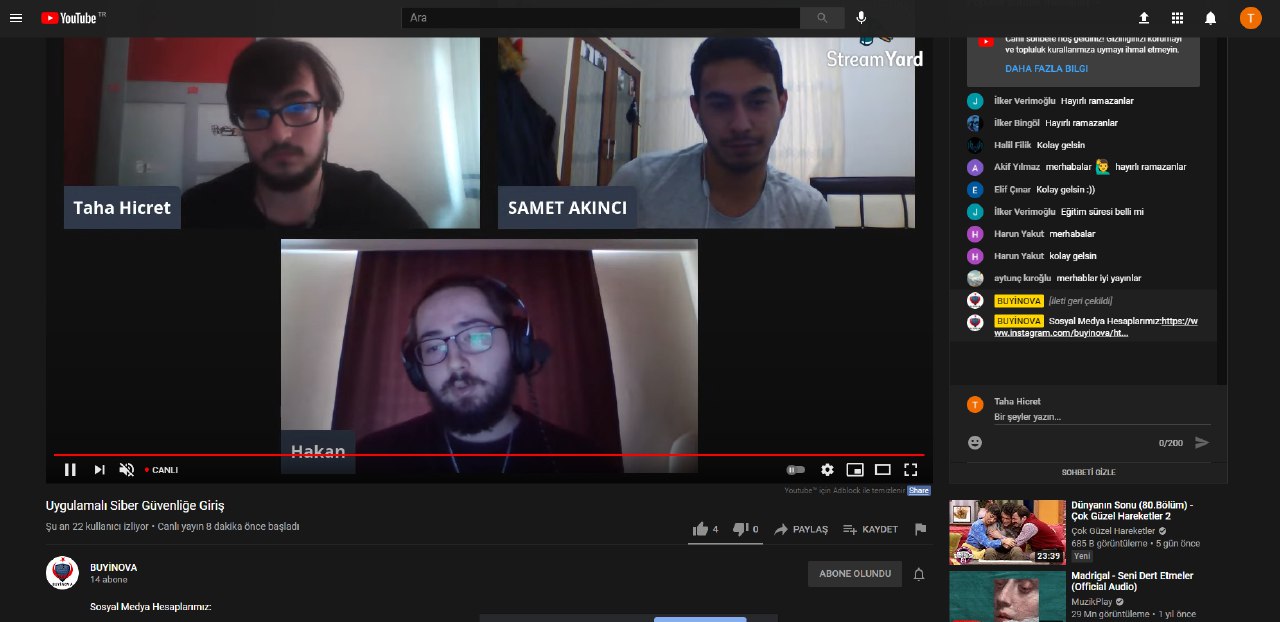 YouTube TR
Ara
T
StreamYard
Taha Hicret
SAMET AKINCI
Hakan
CANLI
Youtube™ için Adblock ile temizlenir Share
Uygulamalı Siber Güvenliğe Giriş
Şu an 22 kullanıcı izliyor • Canlı yayın 8 dakika önce başladı
4
0
PAYLAŞ
KAYDET
BUYİNOVA
14 abone
ABONE OLUNDU
Sosyal Medya Hesaplarımız:
Canlı sohbete hoş geldiniz! Gizliliğinizi korumayı
ve topluluk kurallarımıza uymayı ihmal etmeyin.
DAHA FAZLA BILGI
J İlker Verimoğlu Hayırlı ramazanlar
İlker Bingöl Hayırlı ramazanlar
Halil Filik Kolay gelsin
A Akif Yılmaz merhabalar hayırlı ramazanlar
E Elif Çınar Kolay gelsin :))
J İlker Verimoğlu Eğitim süresi belli mi
H Harun Yakut merhabalar
H Harun Yakut kolay gelsin
aytunç kıroğlu merhablar iyi yayınlar
BUYİNOVA [ileti geri çekildi]
BUYİNOVA Sosyal Medya Hesaplarımız:https://w
ww.instagram.com/buyinova/ht...
T Taha Hicret
Bir şeyler yazın...
0/200
SOHBETİ GİZLE
Dünyanın Sonu (80.Bölüm) -
Çok Güzel Hareketler 2
Çok Güzel Hareketler
685 B görüntüleme • 5 gün önce
Yeni
23:39
Madrigal - Seni Dert Etmeler
(Official Audio)
MuzikPlay
29 Mn görüntüleme • 1 yıl önce